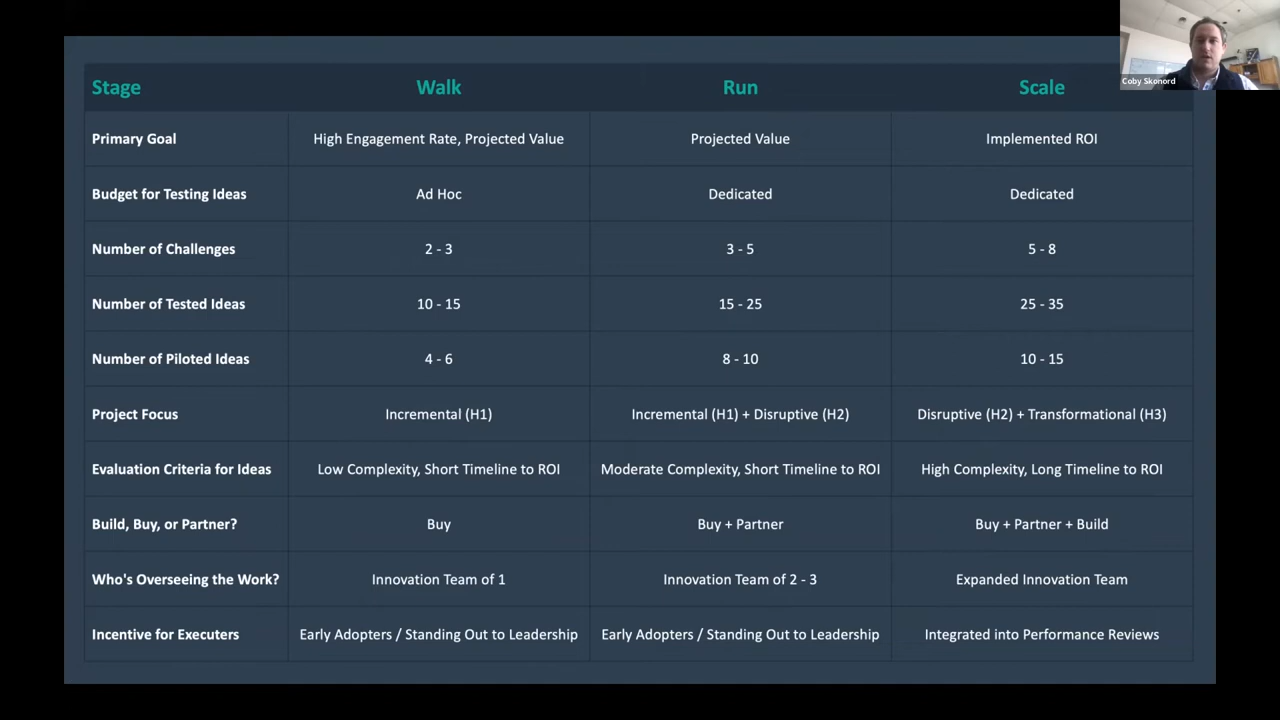 Stage Walk Run Scale
Primary Goal High Engagement Rate, Projected Value Projected Value Implemented ROI
Budget for Testing Ideas Ad Hoc Dedicated Dedicated
Number of Challenges 2 - 3 3 - 5 5 - 8
Number of Tested Ideas 10 - 15 15 - 25 25 - 35
Number of Piloted Ideas 4 - 6 8 - 10 10 - 15
Project Focus Incremental (H1) Incremental (H1) + Disruptive (H2) Disruptive (H2) + Transformational (H3)
Evaluation Criteria for Ideas Low Complexity, Short Timeline to ROI Moderate Complexity, Short Timeline to ROI High Complexity, Long Timeline to ROI
Build, Buy, or Partner? Buy Buy + Partner Buy + Partner + Build
Who's Overseeing the Work? Innovation Team of 1 Innovation Team of 2 - 3 Expanded Innovation Team
Incentive for Executers Early Adopters / Standing Out to Leadership Early Adopters / Standing Out to Leadership Integrated into Performance Reviews
Coby Skonord